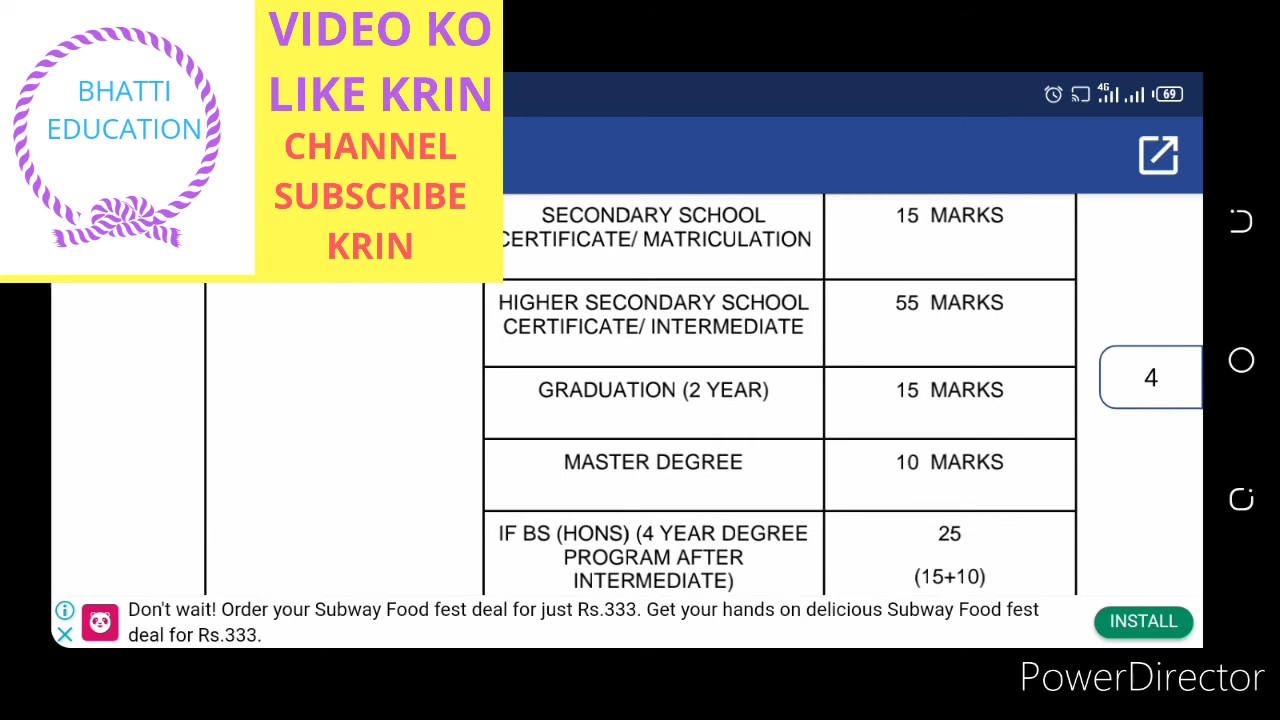 BHATTI
EDUCATION
VIDEO KO
LIKE KRIN
CHANNEL
SUBSCRIBE
KRIN
4G
69
SECONDARY SCHOOL
CERTIFICATE/ MATRICULATION
15 MARKS
HIGHER SECONDARY SCHOOL
CERTIFICATE/ INTERMEDIATE
55 MARKS
GRADUATION (2 YEAR)
15 MARKS
MASTER DEGREE
10 MARKS
IF BS (HONS) (4 YEAR DEGREE
PROGRAM AFTER
INTERMEDIATE)
25
(15+10)
4
Don't wait! Order your Subway Food fest deal for just Rs.333. Get your hands on delicious Subway Food fest
deal for Rs.333.
INSTALL
PowerDirector